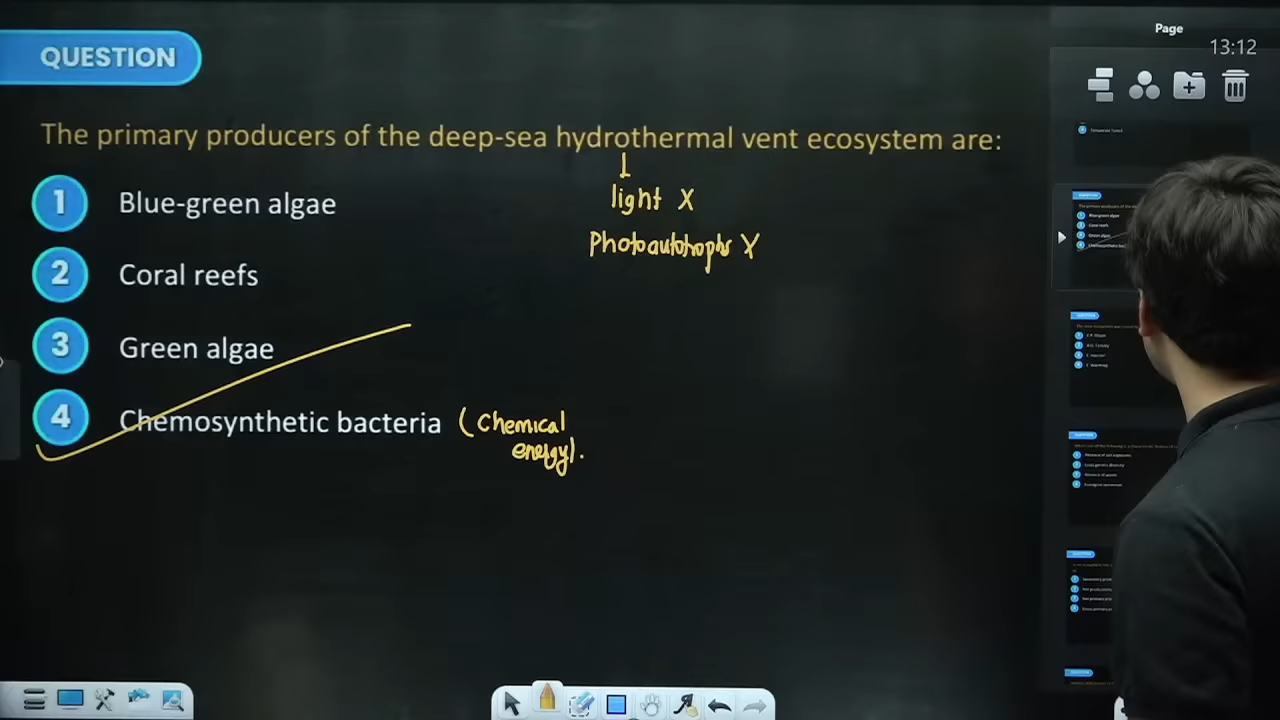 QUESTION
Page
13:12
The primary producers of the deep-sea hydrothermal vent ecosystem are:
light X
Photoautotrophs X
1 Blue-green algae
2 Coral reefs
3 Green algae
4 Chemosynthetic bacteria (Chemical
energy).